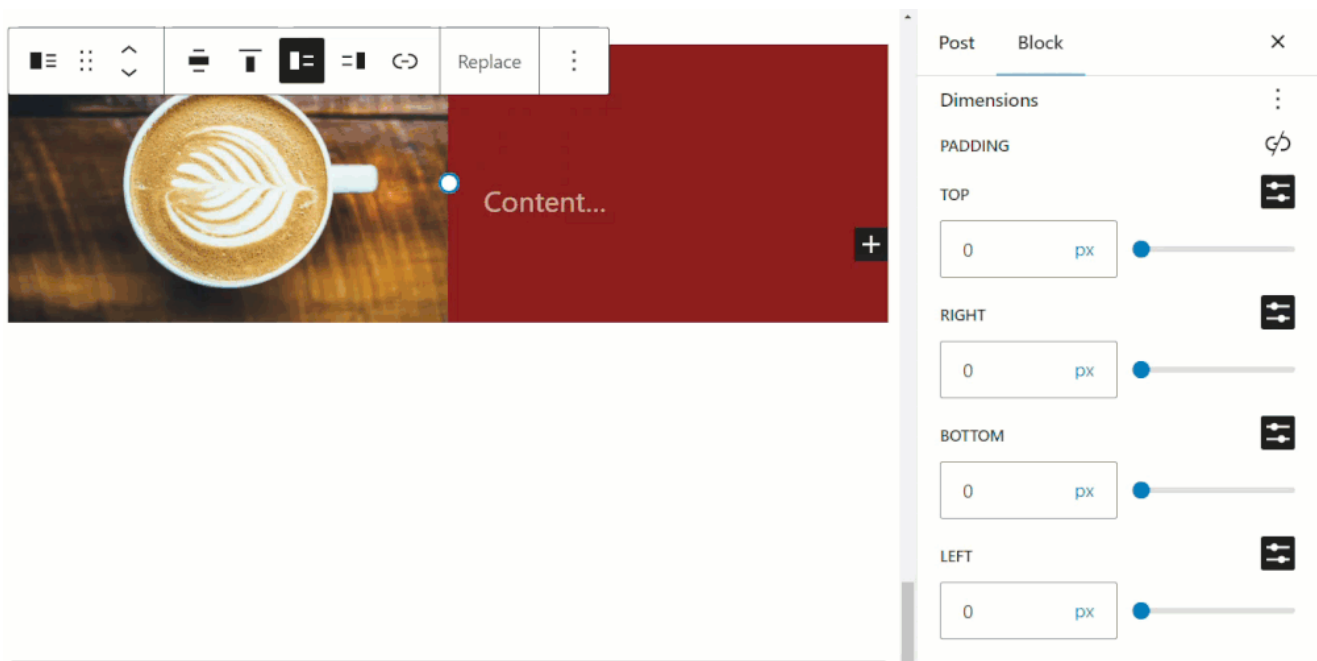 Replace
Content...
Post Block
Dimensions
PADDING
TOP
0 px
RIGHT
0 px
BOTTOM
0 px
LEFT
0 px